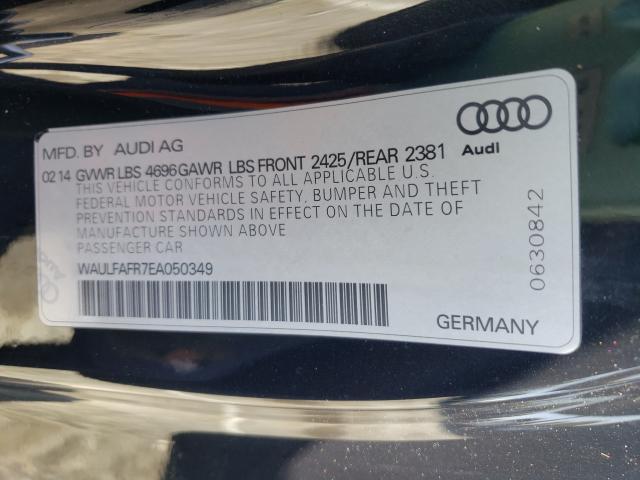 MFD. BY AUDI AG
02 14 GVWR LBS 4696 GAWR LBS FRONT 2425/REAR 2381
THIS VEHICLE CONFORMS TO ALL APPLICABLE U.S.
FEDERAL MOTOR VEHICLE SAFETY, BUMPER AND THEFT
PREVENTION STANDARDS IN EFFECT ON THE DATE OF
MANUFACTURE SHOWN ABOVE
PASSENGER CAR
WAULFAFR7EA050349
Audi
0630842
GERMANY
Audi